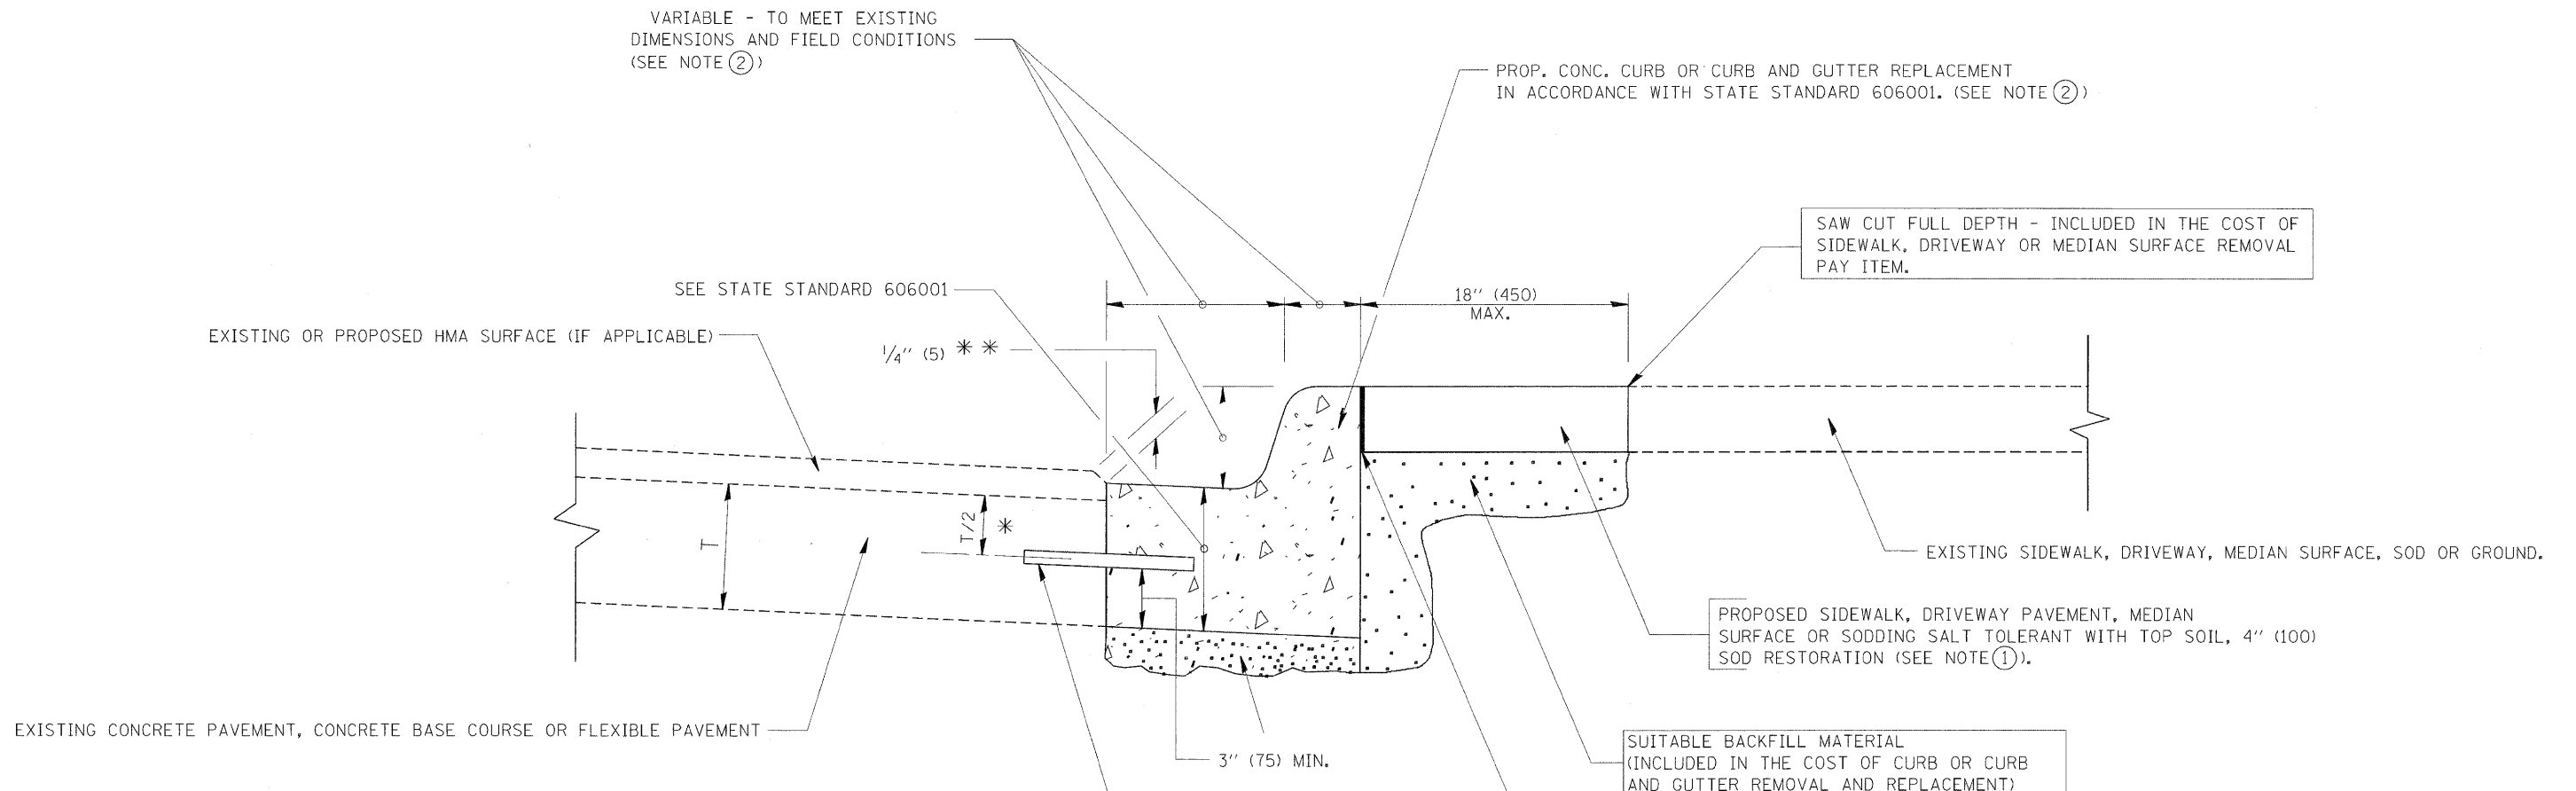 VARIABLE - TO MEET EXISTING
DIMENSIONS AND FIELD CONDITIONS
(SEE NOTE ②)
PROP. CONC. CURB OR CURB AND GUTTER REPLACEMENT
IN ACCORDANCE WITH STATE STANDARD 606001. (SEE NOTE ②)
SAW CUT FULL DEPTH - INCLUDED IN THE COST OF
SIDEWALK, DRIVEWAY OR MEDIAN SURFACE REMOVAL
PAY ITEM.
SEE STATE STANDARD 606001
18" (450)
MAX.
EXISTING OR PROPOSED HMA SURFACE (IF APPLICABLE)
1/4" (5) * *
T
T/2
*
EXISTING SIDEWALK, DRIVEWAY, MEDIAN SURFACE, SOD OR GROUND.
PROPOSED SIDEWALK, DRIVEWAY PAVEMENT, MEDIAN
SURFACE OR SODDING SALT TOLERANT WITH TOP SOIL, 4" (100)
SOD RESTORATION (SEE NOTE ①).
EXISTING CONCRETE PAVEMENT, CONCRETE BASE COURSE OR FLEXIBLE PAVEMENT
3" (75) MIN.
SUITABLE BACKFILL MATERIAL
(INCLUDED IN THE COST OF CURB OR CURB
AND GUTTER REMOVAL AND REPLACEMENT)